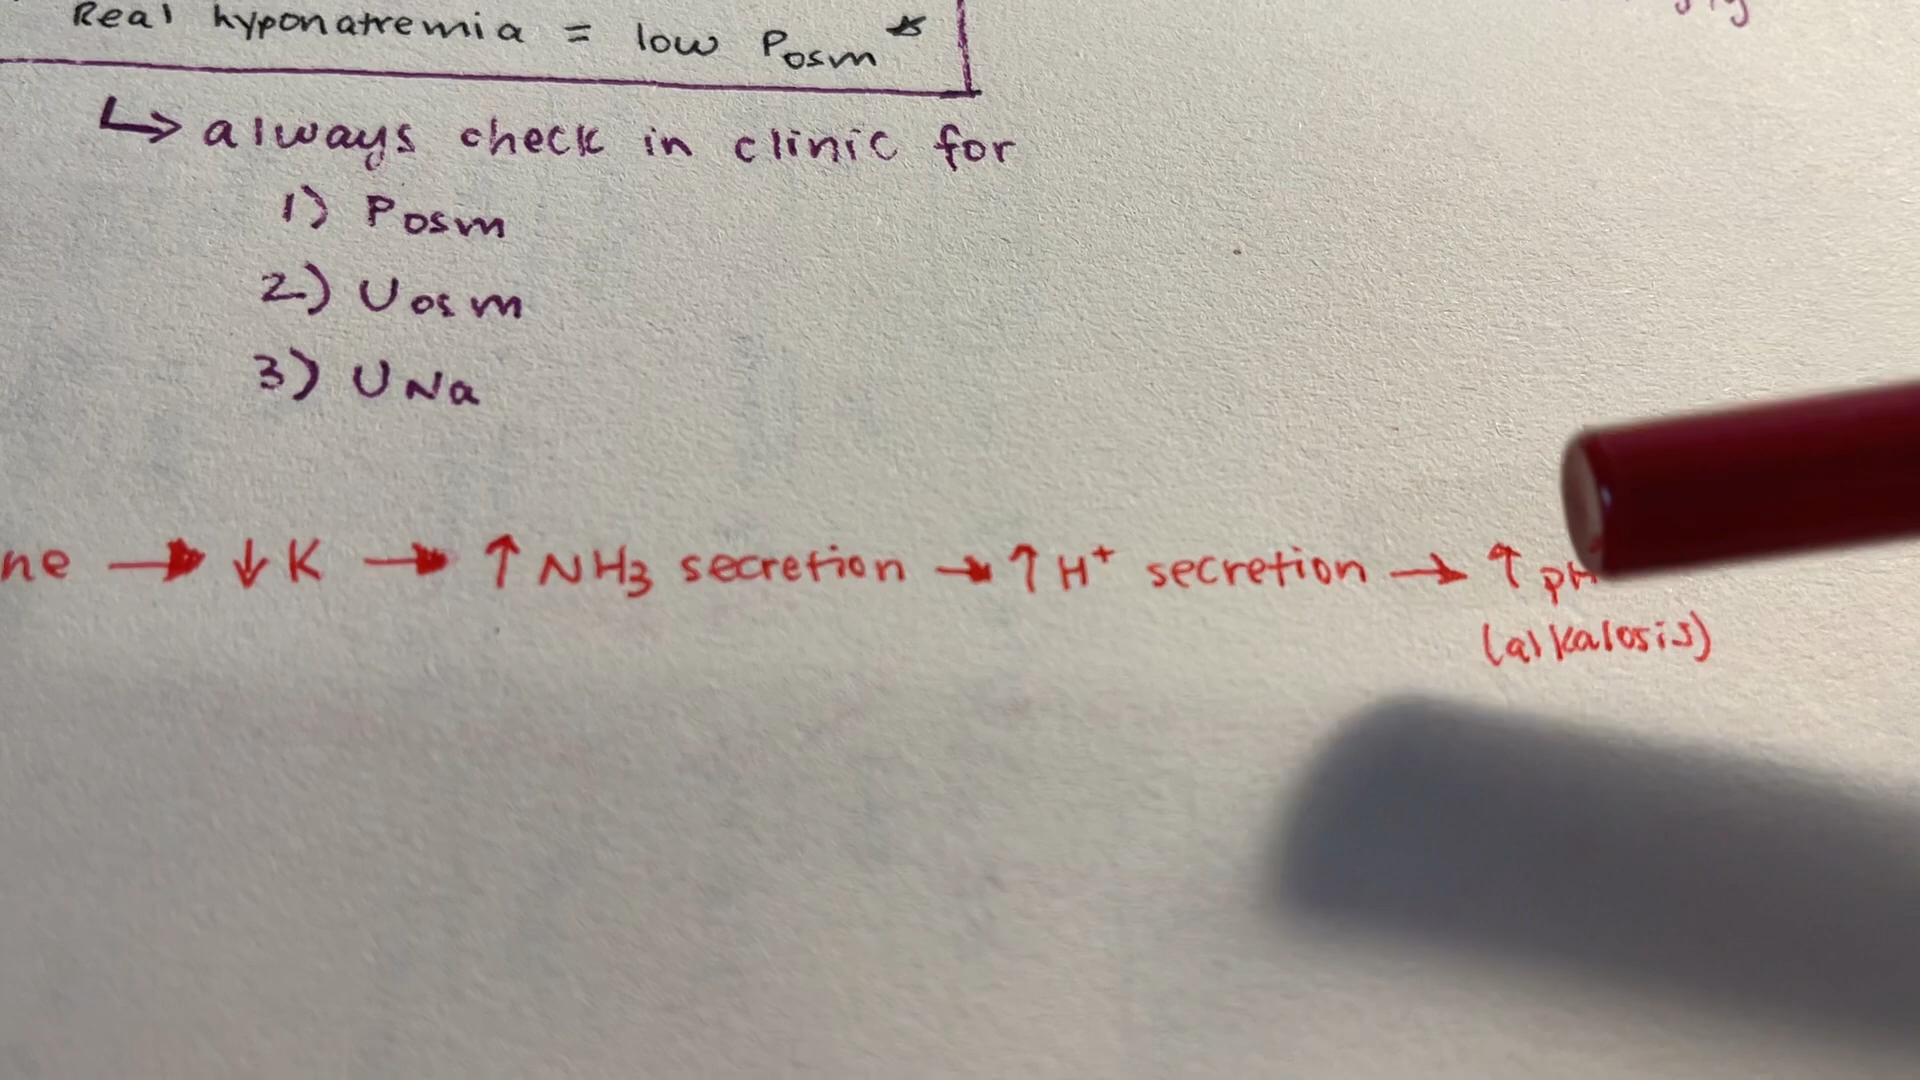 Real hyponatremia = low Posm *
↳ always check in clinic for
1) Posm
2.) Uosm
3) UNa
ne → ↓ K → ↑ NH3 secretion → ↑ H+ secretion → ↑ pH
(alkalosis)